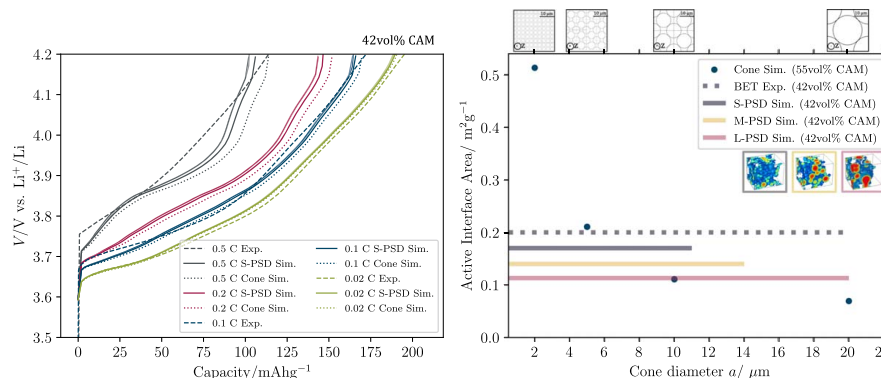 42vol% CAM
4.2
4.1
4.0
3.9
3.8
3.7
3.6
3.5
V/V vs. Li⁺/Li
0.5 C Exp.
0.5 C S-PSD Sim.
0.5 C Cone Sim.
0.2 C S-PSD Sim.
0.2 C Cone Sim.
0.1 C Exp.
0.1 C S-PSD Sim.
0.1 C Cone Sim.
0.02 C Exp.
0.02 C S-PSD Sim.
0.02 C Cone Sim.
0 25 50 75 100 125 150 175 200
Capacity/mAhg⁻¹
10 μm
Z
Z
Z
Z
0.5
0.4
0.3
0.2
0.1
0.0
Active Interface Area/ m²g⁻¹
Cone Sim. (55vol% CAM)
BET Exp. (42vol% CAM)
S-PSD Sim. (42vol% CAM)
M-PSD Sim. (42vol% CAM)
L-PSD Sim. (42vol% CAM)
2 4 6 8 10 12 14 16 18 20 2
Cone diameter a/ μm